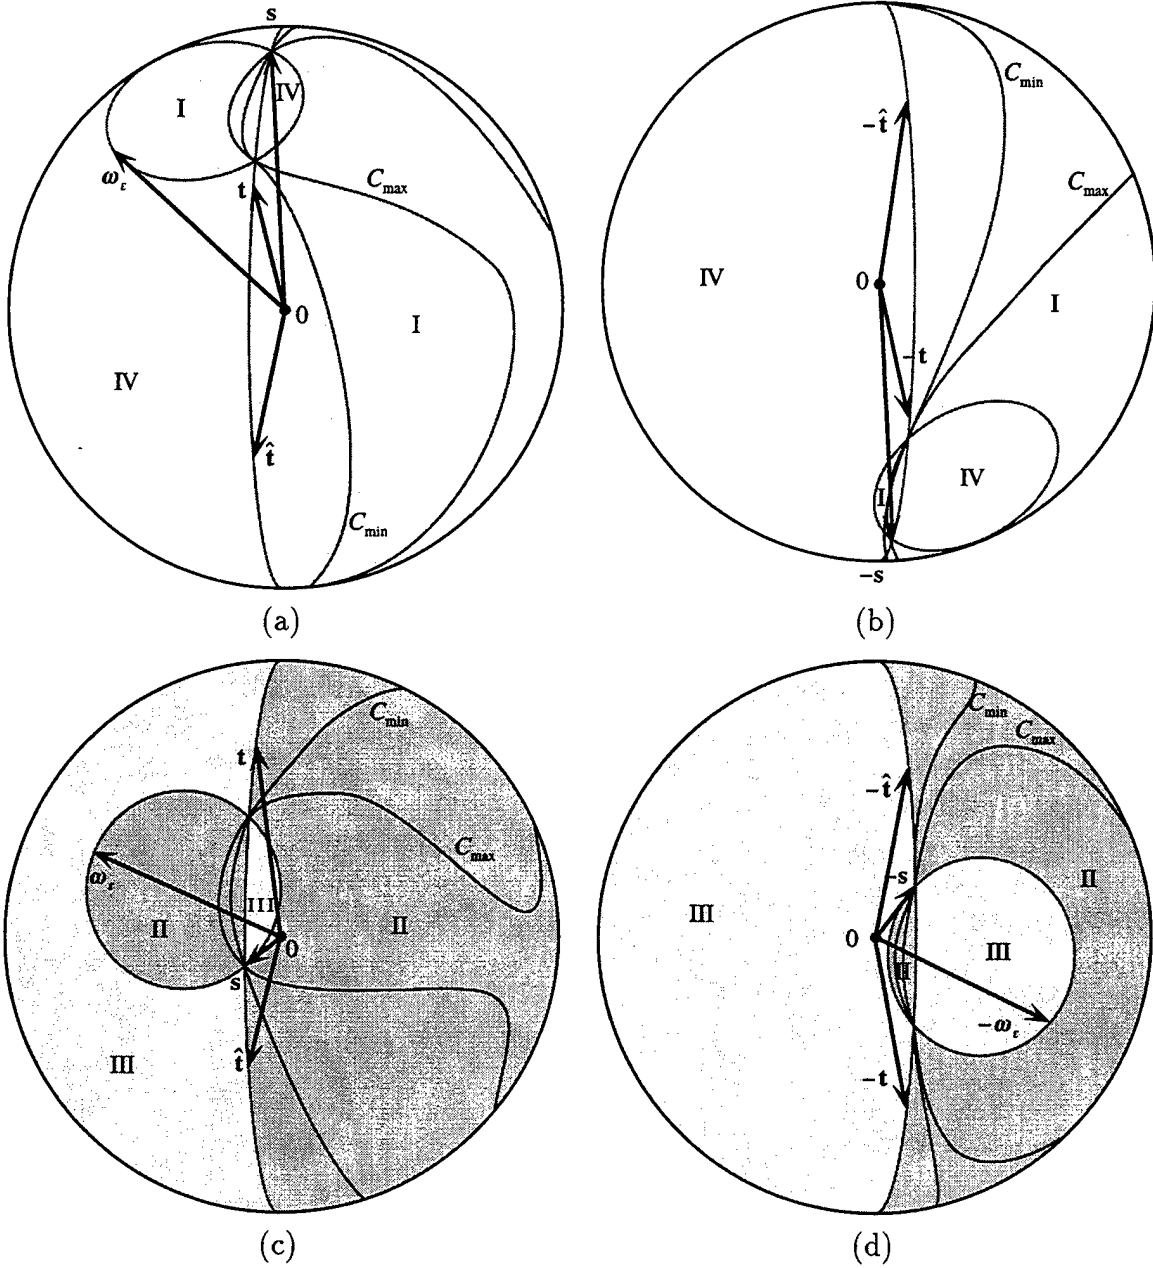 s
IV
I
C_min
−t̂
ω_ε
t
C_max
C_max
0
IV
0
I
I
−t
IV
t̂
IV
I
C_min
−s
(a)
(b)
C_min
C_min
t
C_max
−t̂
C_max
ω_ε
−s
II
III
II
II
III
0
III
0
s
II
−ω_ε
III
t̂
−t
(c)
(d)